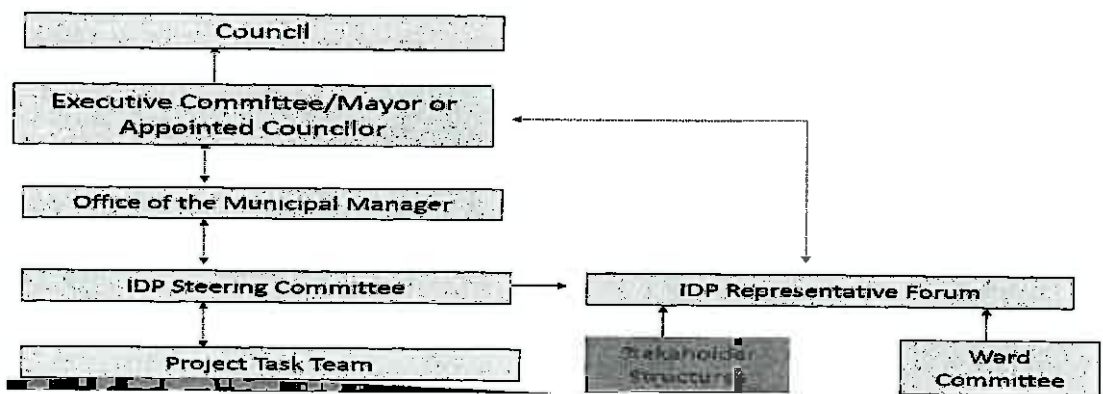 Council
Executive Committee/Mayor or
Appointed Councilor
Office of the Municipal Manager
IDP Steering Committee
IDP Representative Forum
Project Task Team
Stakeholder
Structures
Ward
Committee